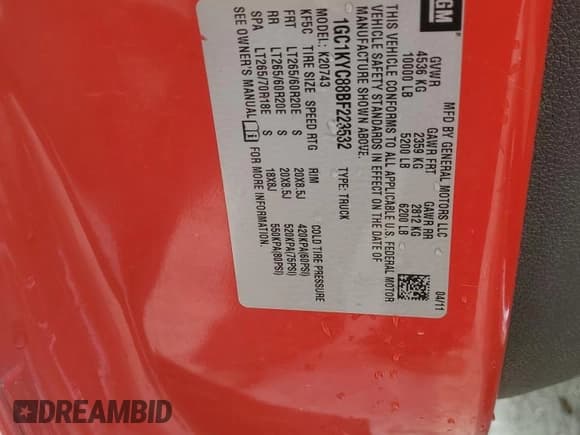 GM
MFD BY GENERAL MOTORS LLC
04/11
GVWR GAWR FRT GAWR RR
4536 KG 2359 KG 2812 KG
10000 LB 5200 LB 6200 LB
THIS VEHICLE CONFORMS TO ALL APPLICABLE U.S. FEDERAL MOTOR
VEHICLE SAFETY STANDARDS IN EFFECT ON THE DATE OF
MANUFACTURE SHOWN ABOVE.
1GC1KYC88BF223532 TYPE: TRUCK
MODEL: K20743
KF5C TIRE SIZE SPEED RTG RIM COLD TIRE PRESSURE
FRT LT265/60R20E S 20X8.5J 420KPA(60PSI)
RR LT265/60R20E S 20X8.5J 520KPA(75PSI)
SPA LT265/70R18E S 18X8J 550KPA(80PSI)
SEE OWNER'S MANUAL i FOR MORE INFORMATION.
DREAMBID